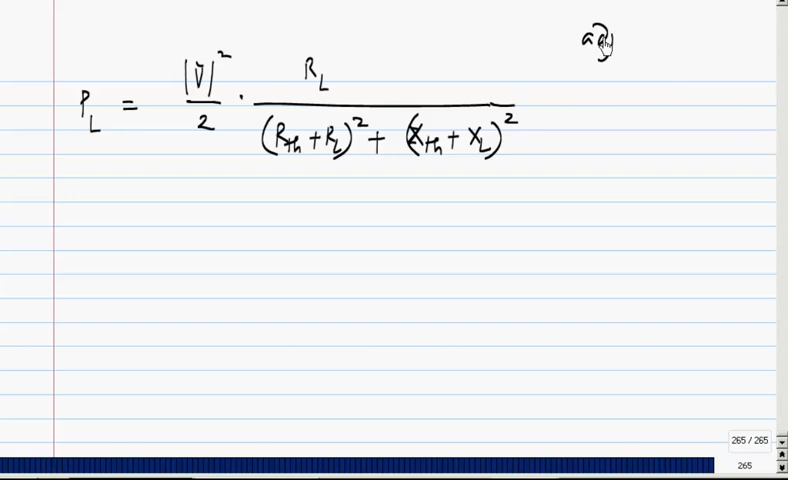 P_L = |V|^2 / 2 · R_L / ((R_th + R_L)^2 + (X_th + X_L)^2)
265 / 265
265